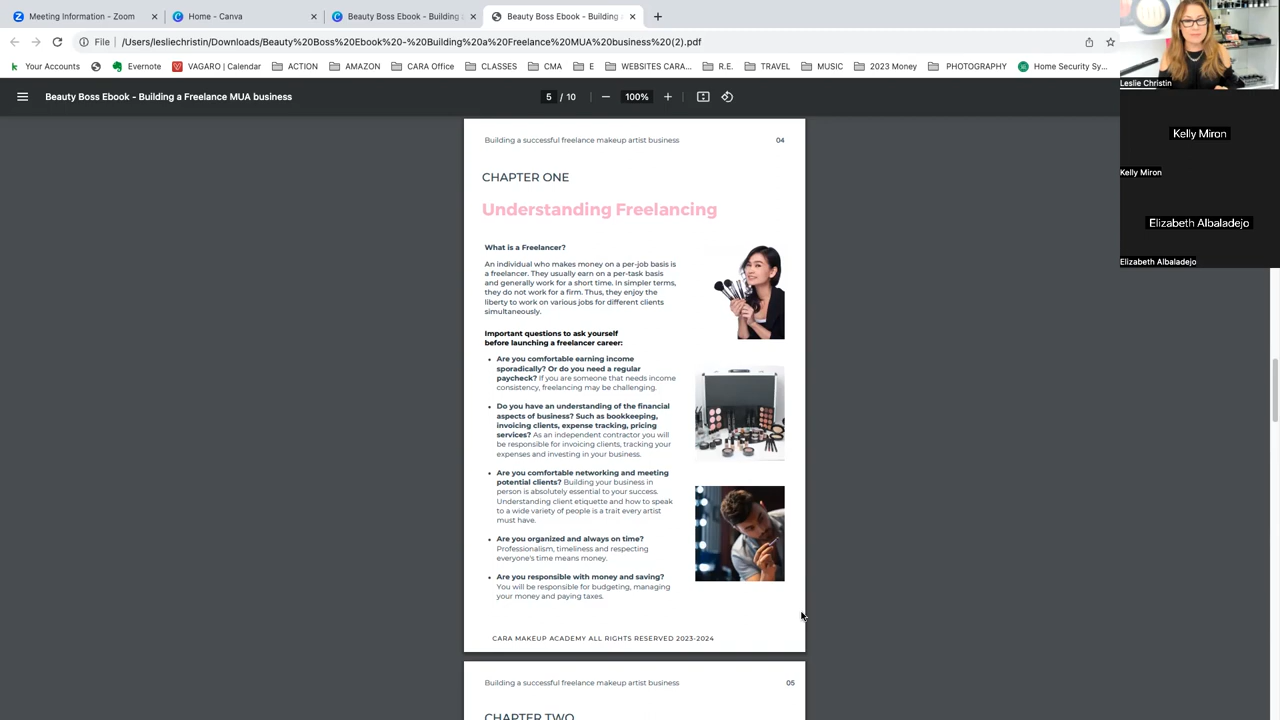 Meeting Information - Zoom
Home - Canva
Beauty Boss Ebook - Building
Beauty Boss Ebook - Building a
File
/Users/lesliechristin/Downloads/Beauty%20Boss%20Ebook%20-%20Building%20a%20Freelance%20MUA%20business%20(2).pdf
Your Accounts
Evernote
VAGARO | Calendar
ACTION
AMAZON
CARA Office
CLASSES
CMA
E
WEBSITES CARA...
R.E.
TRAVEL
MUSIC
2023 Money
PHOTOGRAPHY
Home Security Sy...
Beauty Boss Ebook - Building a Freelance MUA business
5 / 10
100%
Leslie Christin
Kelly Miron
Kelly Miron
Elizabeth Albaladejo
Elizabeth Albaladejo
Building a successful freelance makeup artist business 04
CHAPTER ONE
Understanding Freelancing
What is a Freelancer?
An individual who makes money on a per-job basis is
a freelancer. They usually earn on a per-task basis
and generally work for a short time. In simpler terms,
they do not work for a firm. Thus, they enjoy the
liberty to work on various jobs for different clients
simultaneously.
Important questions to ask yourself
before launching a freelancer career:
• Are you comfortable earning income
sporadically? Or do you need a regular
paycheck? If you are someone that needs income
consistency, freelancing may be challenging.
• Do you have an understanding of the financial
aspects of business? Such as bookkeeping,
invoicing clients, expense tracking, pricing
services? As an independent contractor you will
be responsible for invoicing clients, tracking your
expenses and investing in your business.
• Are you comfortable networking and meeting
potential clients? Building your business in
person is absolutely essential to your success.
Understanding client etiquette and how to speak
to a wide variety of people is a trait every artist
must have.
• Are you organized and always on time?
Professionalism, timeliness and respecting
everyone's time means money.
• Are you responsible with money and saving?
You will be responsible for budgeting, managing
your money and paying taxes.
CARA MAKEUP ACADEMY ALL RIGHTS RESERVED 2023-2024
Building a successful freelance makeup artist business 05
CHAPTER TWO